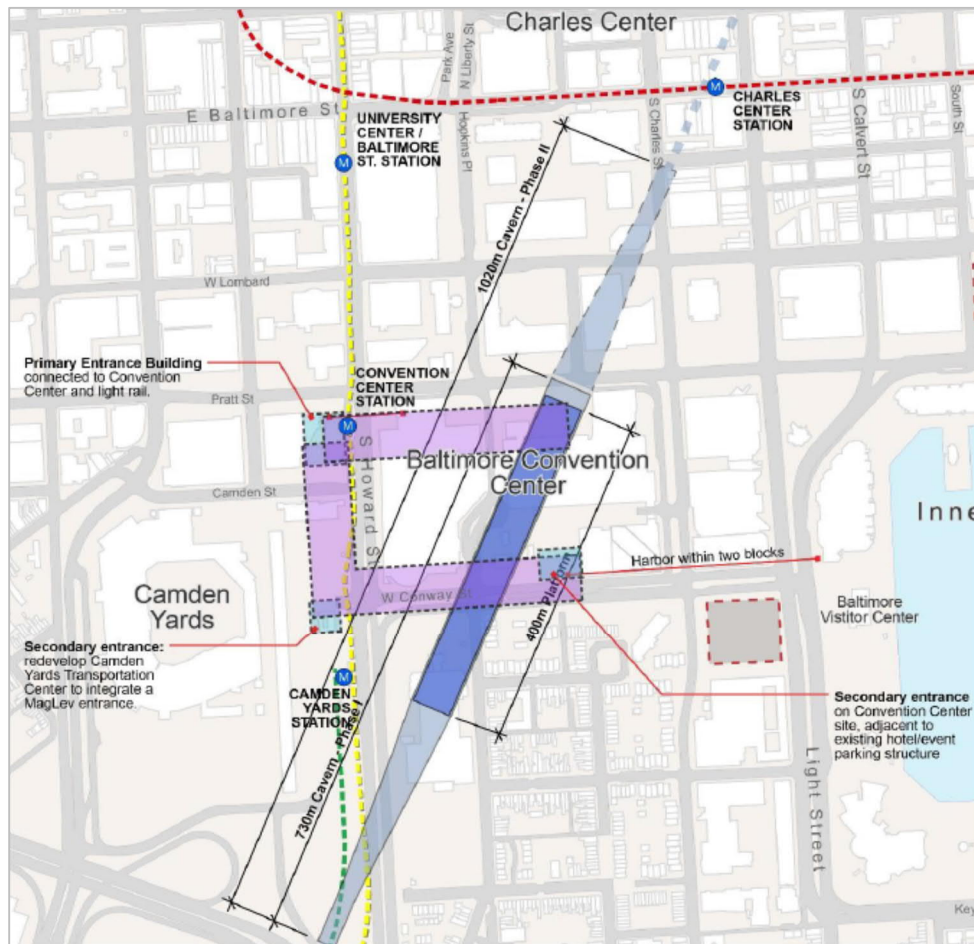 Charles Center
Park Ave
N Liberty St
E Baltimore St
UNIVERSITY
CENTER /
BALTIMORE
ST. STATION
Hopkins Pl
S Charles St
CHARLES
CENTER
STATION
S Calvert St
South St
1020m Cavern - Phase II
W Lombard
Primary Entrance Building
connected to Convention
Center and light rail.
Pratt St
CONVENTION
CENTER
STATION
S Howard St
Baltimore Convention
Center
Camden St
Inne
Harbor within two blocks
Camden
Yards
W Conway St
400m Platform
Baltimore
Vistitor Center
Secondary entrance:
redevelop Camden
Yards Transportation
Center to integrate a
MagLev entrance.
CAMDEN
YARDS
STATION
730m Cavern - Phase I
Secondary entrance
on Convention Center
site, adjacent to
existing hotel/event
parking structure
Light Street
Key
M
M
M
M